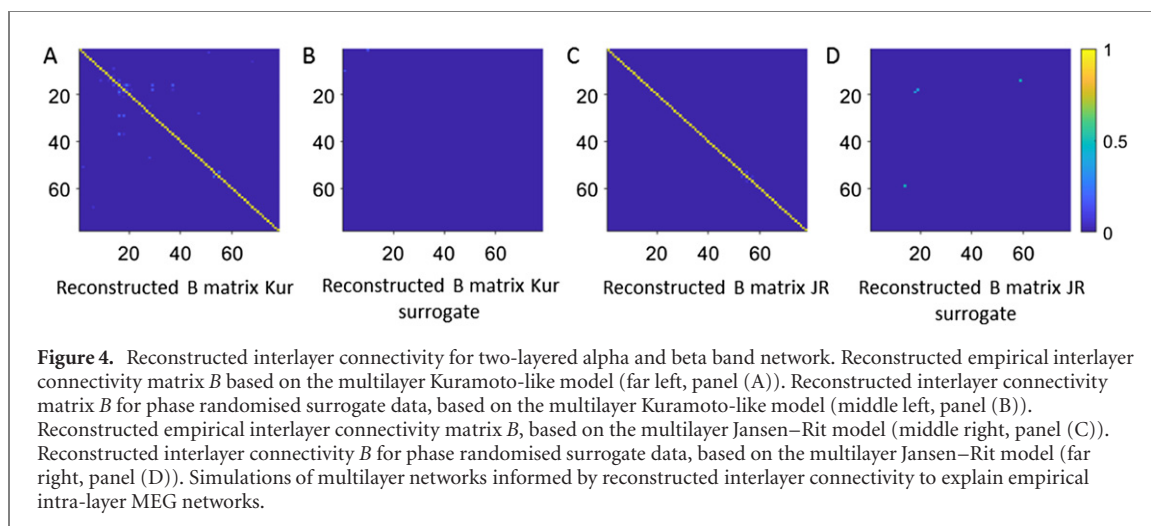 A
B
C
D
20
40
60
20 40 60
Reconstructed B matrix Kur
20
40
60
20 40 60
Reconstructed B matrix Kur
surrogate
20
40
60
20 40 60
Reconstructed B matrix JR
20
40
60
20 40 60
Reconstructed B matrix JR
surrogate
1
0.5
0
Figure 4. Reconstructed interlayer connectivity for two-layered alpha and beta band network. Reconstructed empirical interlayer
connectivity matrix B based on the multilayer Kuramoto-like model (far left, panel (A)). Reconstructed interlayer connectivity
matrix B for phase randomised surrogate data, based on the multilayer Kuramoto-like model (middle left, panel (B)).
Reconstructed empirical interlayer connectivity matrix B, based on the multilayer Jansen–Rit model (middle right, panel (C)).
Reconstructed interlayer connectivity B for phase randomised surrogate data, based on the multilayer Jansen–Rit model (far
right, panel (D)). Simulations of multilayer networks informed by reconstructed interlayer connectivity to explain empirical
intra-layer MEG networks.